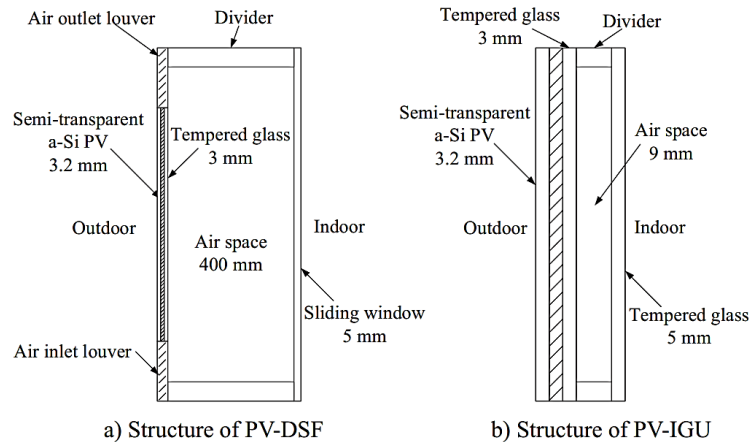 Air outlet louver
Divider
Semi-transparent
a-Si PV
3.2 mm
Tempered glass
3 mm
Outdoor
Air space
400 mm
Indoor
Sliding window
5 mm
Air inlet louver
a) Structure of PV-DSF
Tempered glass
3 mm
Divider
Semi-transparent
a-Si PV
3.2 mm
Air space
9 mm
Outdoor
Indoor
Tempered glass
5 mm
b) Structure of PV-IGU